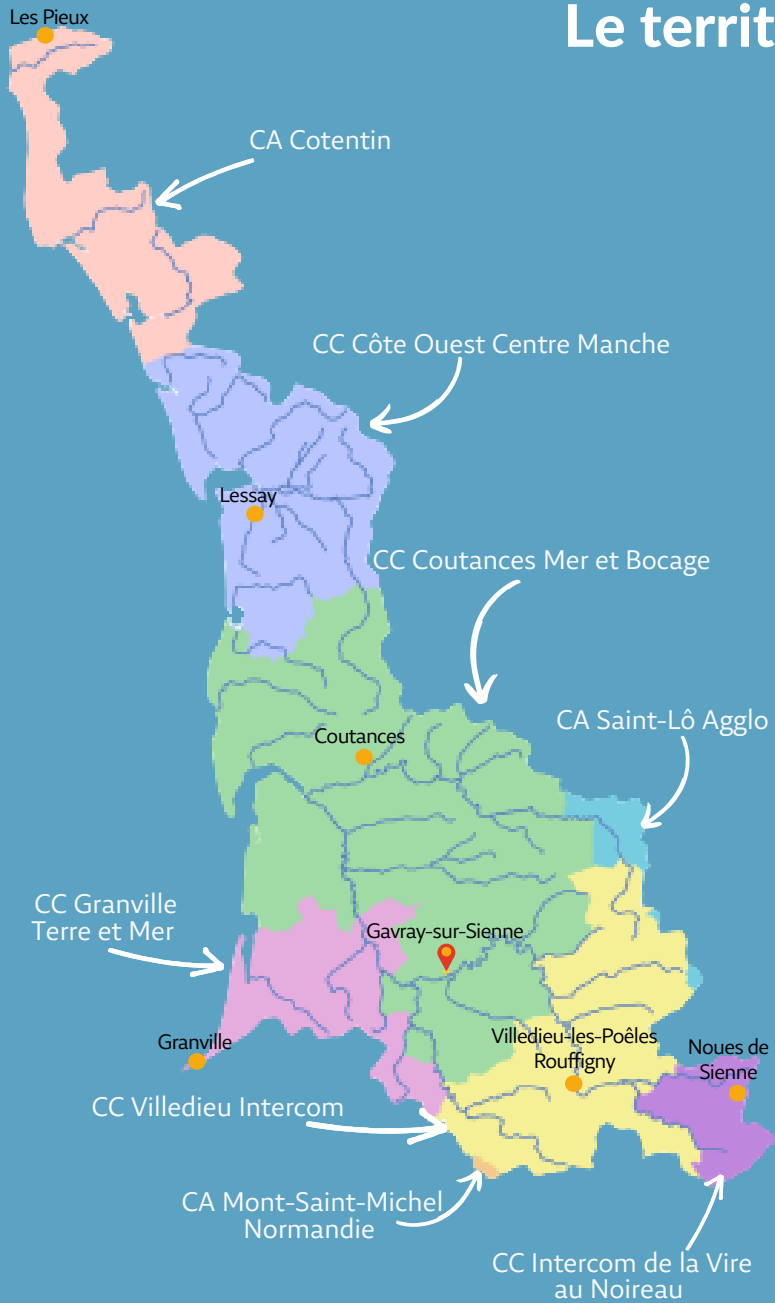 Les Pieux
Le territ
CA Cotentin
CC Côte Ouest Centre Manche
Lessay
CC Coutances Mer et Bocage
CA Saint-Lô Agglo
Coutances
CC Granville
Terre et Mer
Gavray-sur-Sienne
Granville
Villedieu-les-Poêles
Rouffigny
Noues de
Sienne
CC Villedieu Intercom
CA Mont-Saint-Michel
Normandie
CC Intercom de la Vire
au Noireau